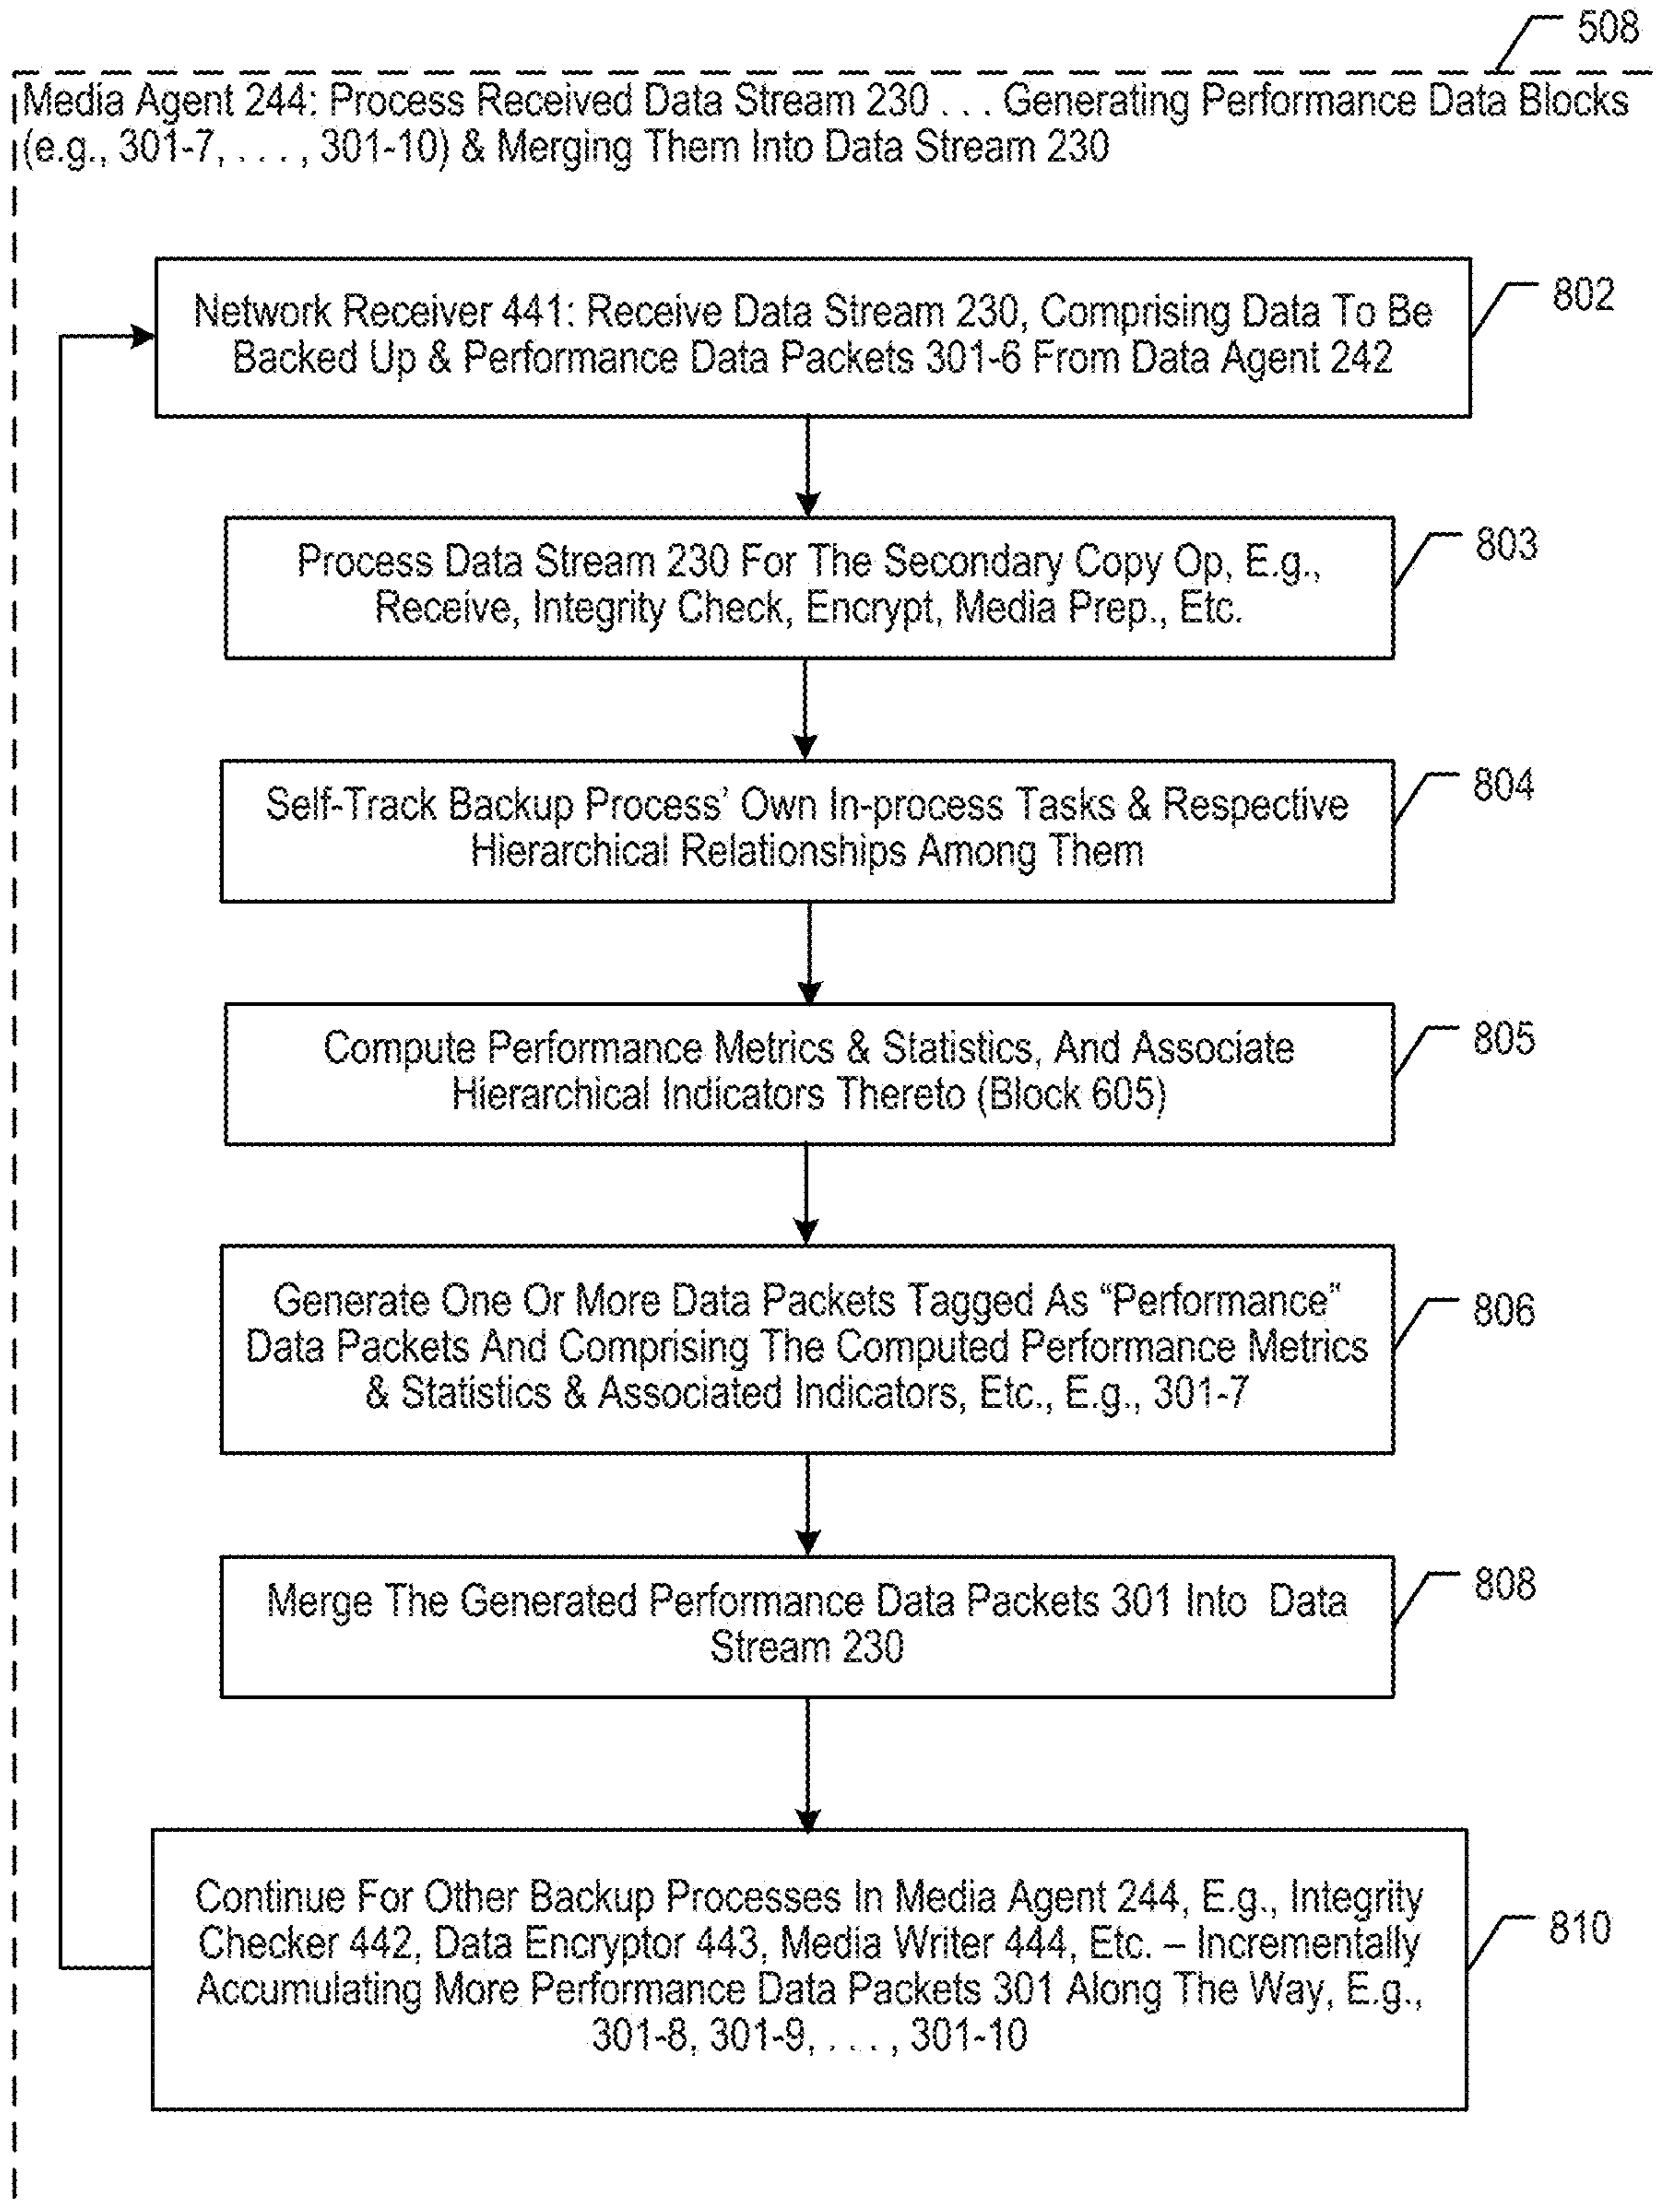 508
Media Agent 244: Process Received Data Stream 230 . . . Generating Performance Data Blocks
(e.g., 301-7, . . . , 301-10) & Merging Them Into Data Stream 230
Network Receiver 441: Receive Data Stream 230, Comprising Data To Be
Backed Up & Performance Data Packets 301-6 From Data Agent 242
802
Process Data Stream 230 For The Secondary Copy Op, E.g.,
Receive, Integrity Check, Encrypt, Media Prep., Etc.
803
Self-Track Backup Process' Own In-process Tasks & Respective
Hierarchical Relationships Among Them
804
Compute Performance Metrics & Statistics, And Associate
Hierarchical Indicators Thereto (Block 605)
805
Generate One Or More Data Packets Tagged As “Performance”
Data Packets And Comprising The Computed Performance Metrics
& Statistics & Associated Indicators, Etc., E.g., 301-7
806
Merge The Generated Performance Data Packets 301 Into Data
Stream 230
808
Continue For Other Backup Processes In Media Agent 244, E.g., Integrity
Checker 442, Data Encryptor 443, Media Writer 444, Etc. – Incrementally
Accumulating More Performance Data Packets 301 Along The Way, E.g.,
301-8, 301-9, . . . , 301-10
810